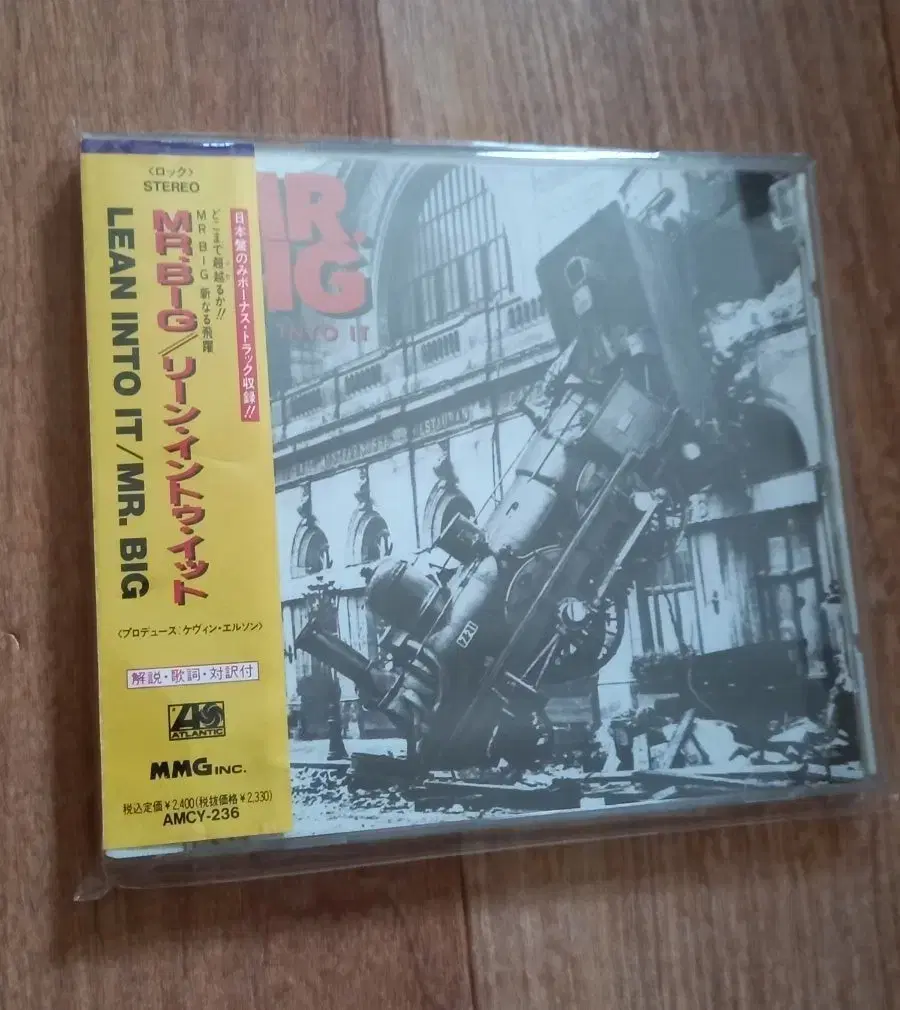 <ロック>
STEREO
日本盤のみボーナス・トラック収録!!
どこまで翔越るか!!
MR BIG 新なる飛躍
MR.BIG//リーン・イントゥ・イット
LEAN INTO IT/MR. BIG
<プロデュース:ケヴィン・エルソン>
解説・歌詞・対訳付
ATLANTIC
MMG INC.
税込定価¥2,400(税抜価格¥2,330)
AMCY-236
MR.
BIG
INTO IT
RESTAURANT
721